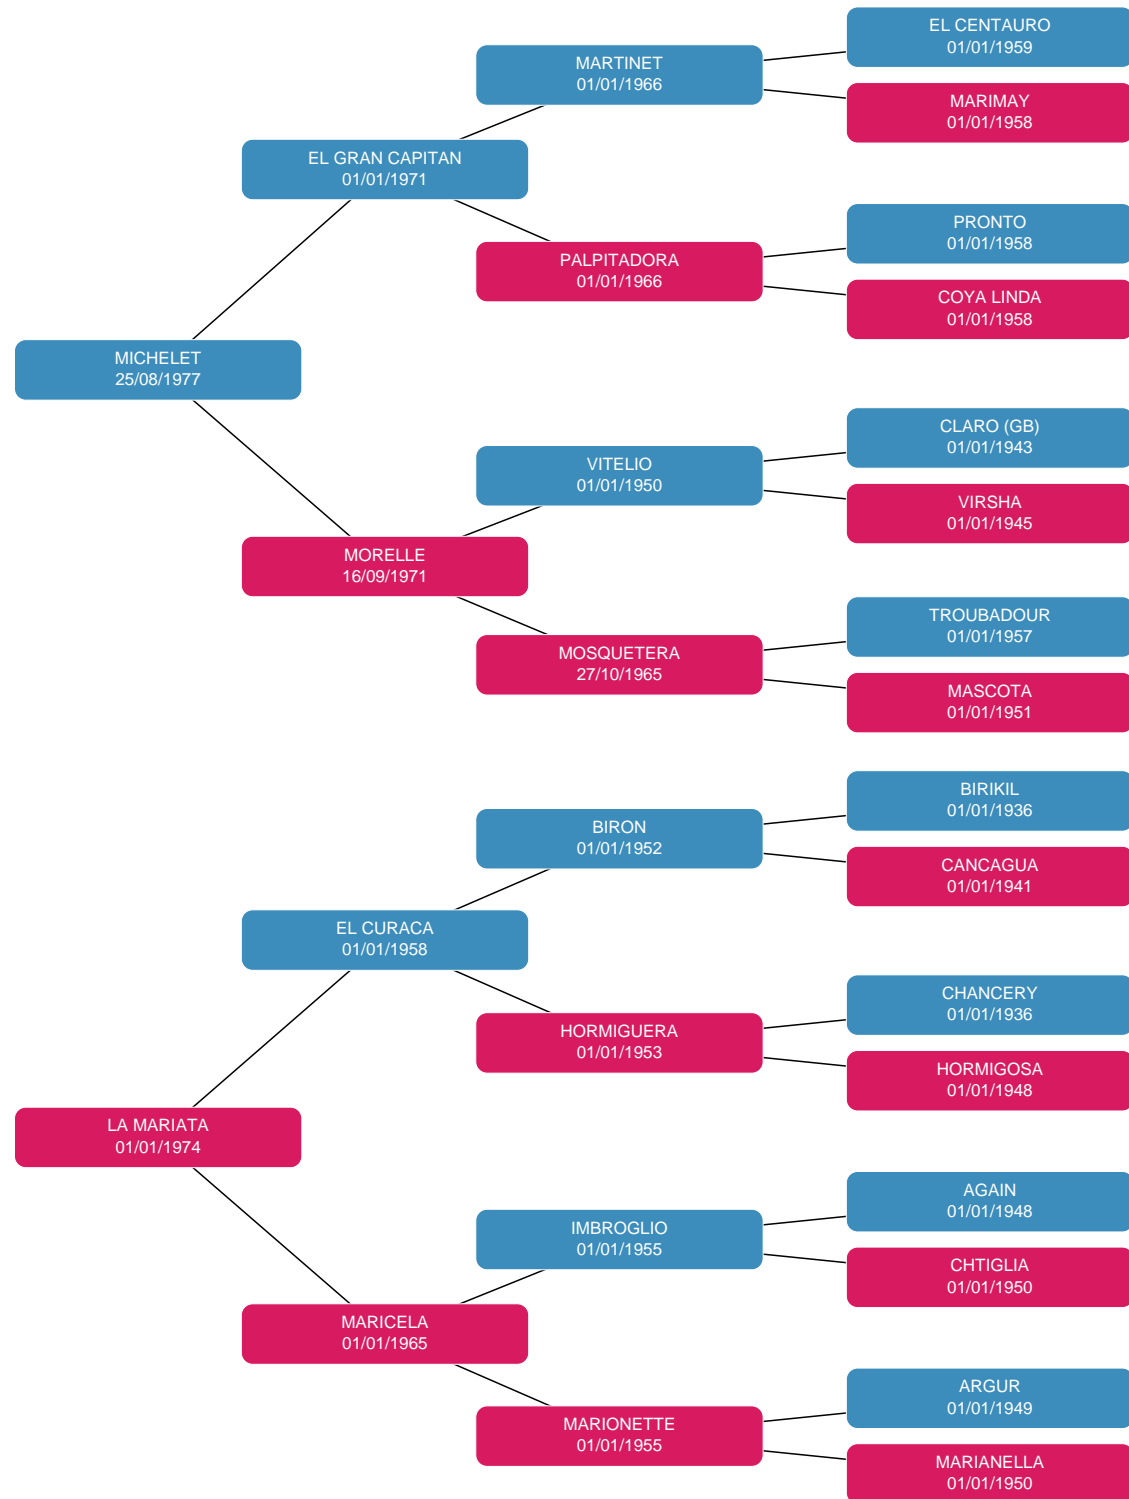 EL CENTAURO
01/01/1959
MARTINET
01/01/1966
MARIMAY
01/01/1958
EL GRAN CAPITAN
01/01/1971
PRONTO
01/01/1958
PALPITADORA
01/01/1966
COYA LINDA
01/01/1958
MICHELET
25/08/1977
CLARO (GB)
01/01/1943
VITELIO
01/01/1950
VIRSHA
01/01/1945
MORELLE
16/09/1971
TROUBADOUR
01/01/1957
MOSQUETERA
27/10/1965
MASCOTA
01/01/1951
BIRIKIL
01/01/1936
BIRON
01/01/1952
CANCAGUA
01/01/1941
EL CURACA
01/01/1958
CHANCERY
01/01/1936
HORMIGUERA
01/01/1953
HORMIGOSA
01/01/1948
LA MARIATA
01/01/1974
AGAIN
01/01/1948
IMBROGLIO
01/01/1955
CHTIGLIA
01/01/1950
MARICELA
01/01/1965
ARGUR
01/01/1949
MARIONETTE
01/01/1955
MARIANELLA
01/01/1950